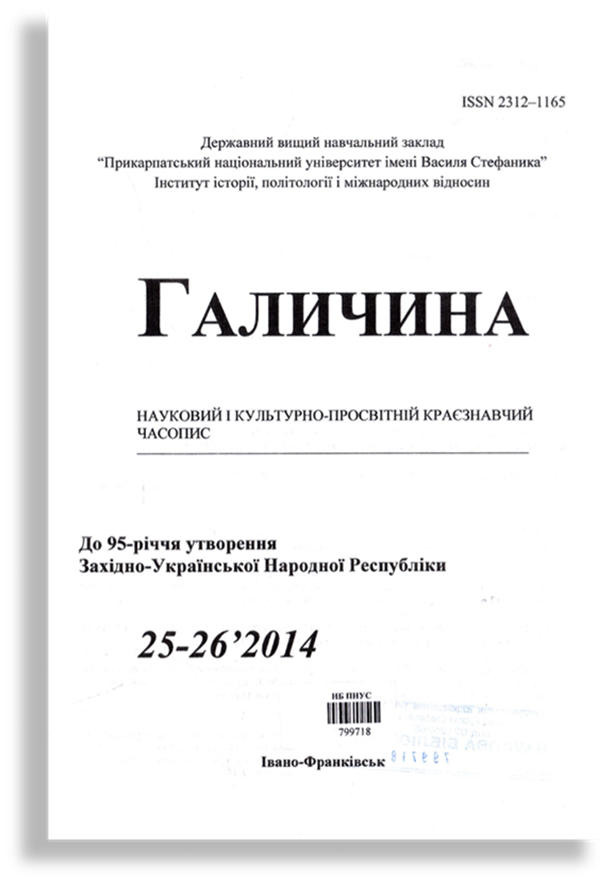 ISSN 2312–1165
Державний вищий навчальний заклад
“Прикарпатський національний університет імені Василя Стефаника”
Інститут історії, політології і міжнародних відносин
ГАЛИЧИНА
НАУКОВИЙ І КУЛЬТУРНО-ПРОСВІТНІЙ КРАЄЗНАВЧИЙ
ЧАСОПИС
До 95-річчя утворення
Західно-Української Народної Республіки
25-26’2014
НБ ПНУС
799718
Івано-Франківськ